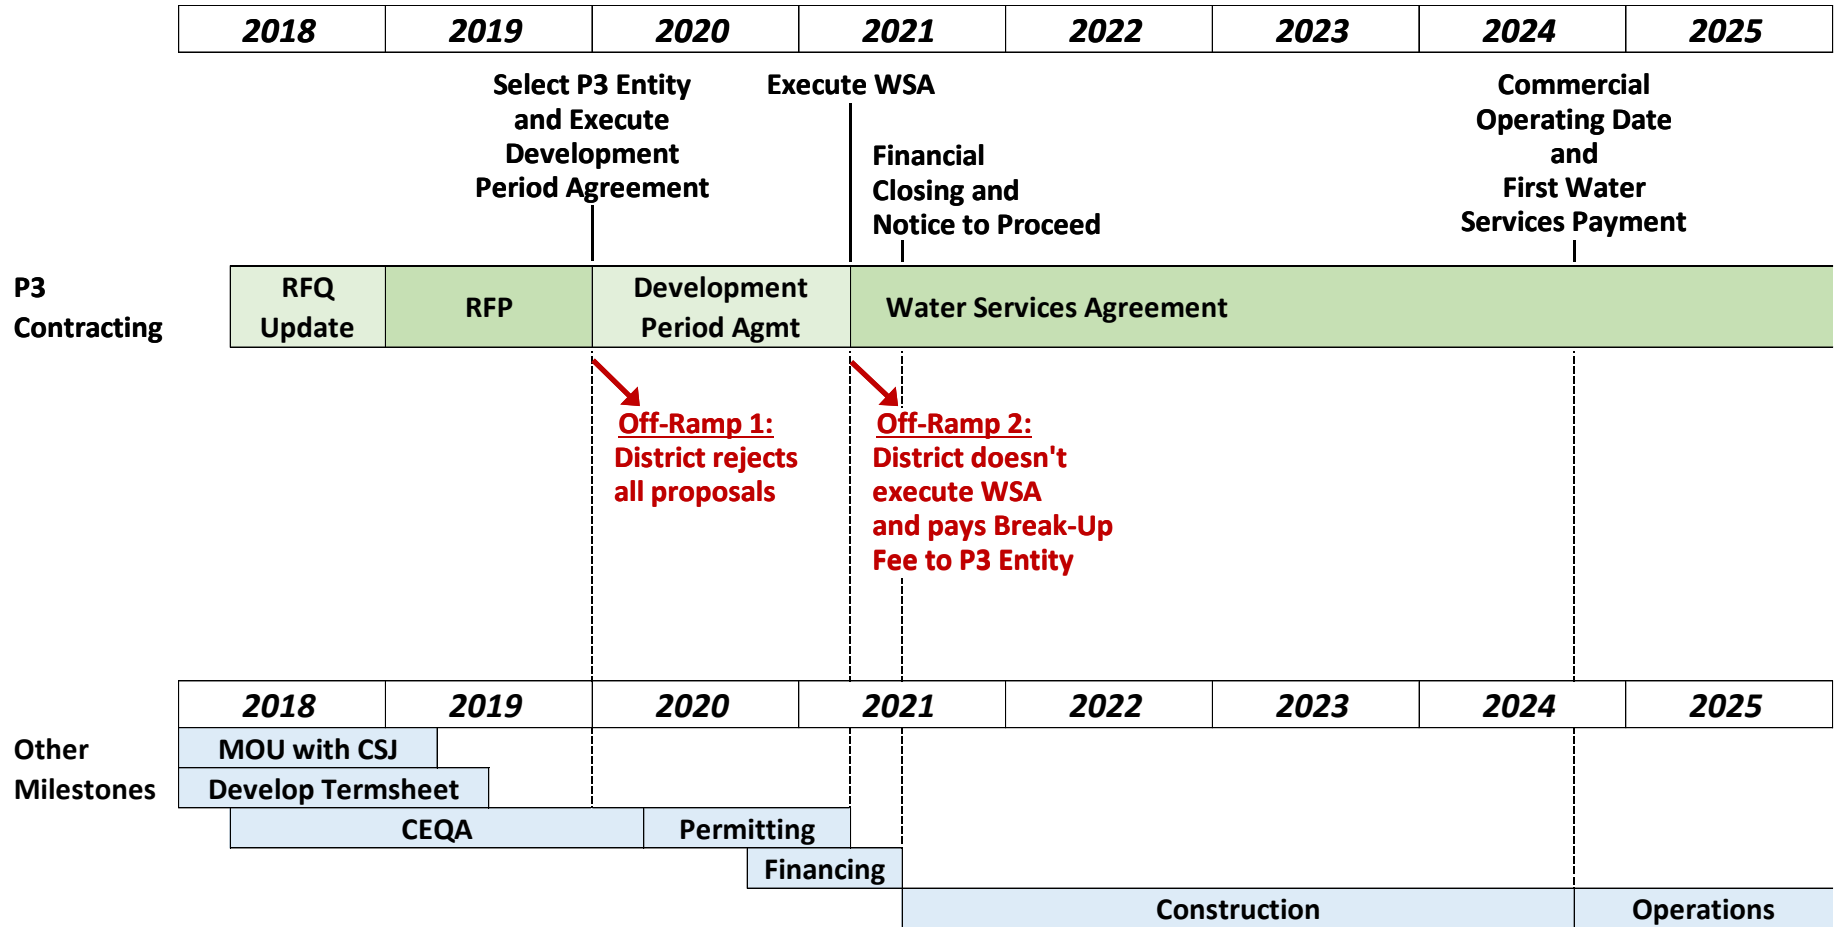 2018 2019 2020 2021 2022 2023 2024 2025
Select P3 Entity
and Execute
Development
Period Agreement
Execute WSA
Financial
Closing and
Notice to Proceed
Commercial
Operating Date
and
First Water
Services Payment
P3
Contracting
RFQ
Update
RFP
Development
Period Agmt
Water Services Agreement
Off-Ramp 1:
District rejects
all proposals
Off-Ramp 2:
District doesn't
execute WSA
and pays Break-Up
Fee to P3 Entity
2018 2019 2020 2021 2022 2023 2024 2025
Other
Milestones
MOU with CSJ
Develop Termsheet
CEQA
Permitting
Financing
Construction
Operations